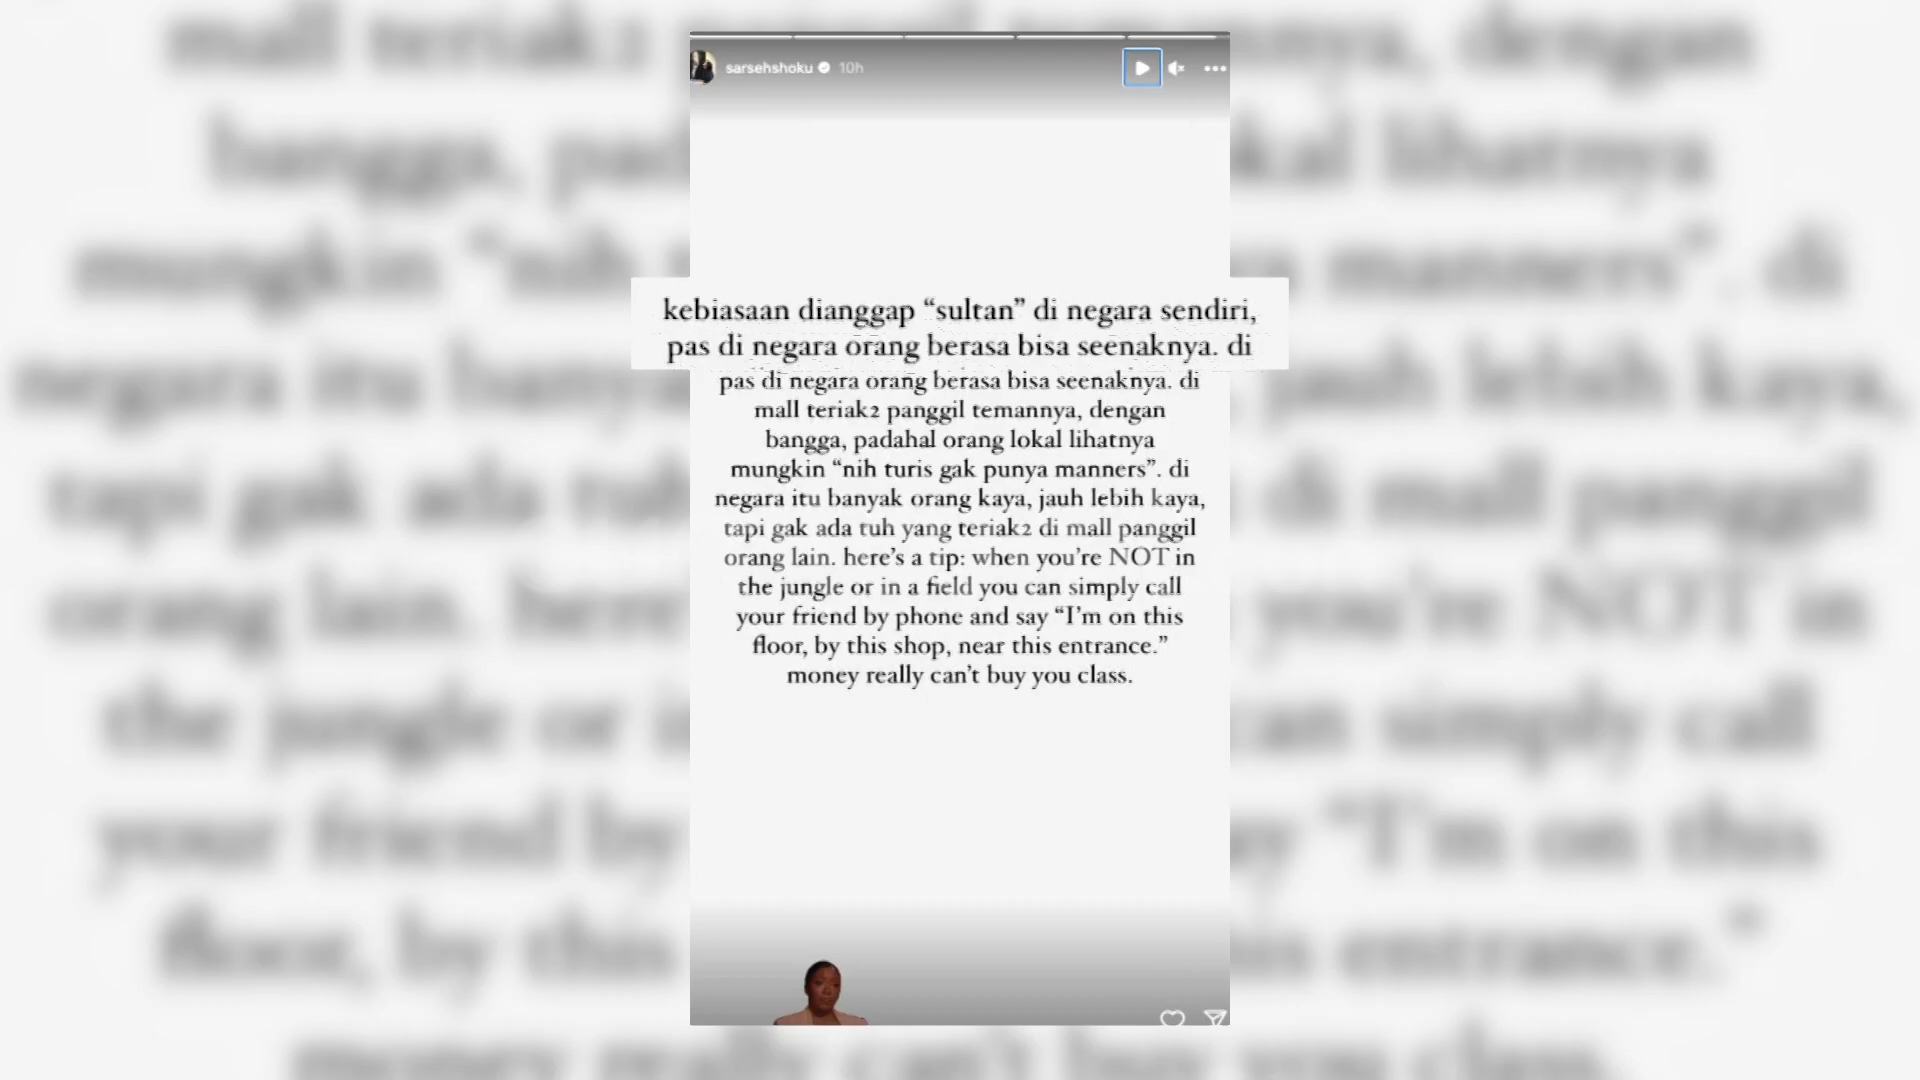 sarsehshoku 10h
kebiasaan dianggap “sultan” di negara sendiri,
pas di negara orang berasa bisa seenaknya. di
pas di negara orang berasa bisa seenaknya. di
mall teriak2 panggil temannya, dengan
bangga, padahal orang lokal lihatnya
mungkin “nih turis gak punya manners”. di
negara itu banyak orang kaya, jauh lebih kaya,
tapi gak ada tuh yang teriak2 di mall panggil
orang lain. here’s a tip: when you’re NOT in
the jungle or in a field you can simply call
your friend by phone and say “I’m on this
floor, by this shop, near this entrance.”
money really can’t buy you class.